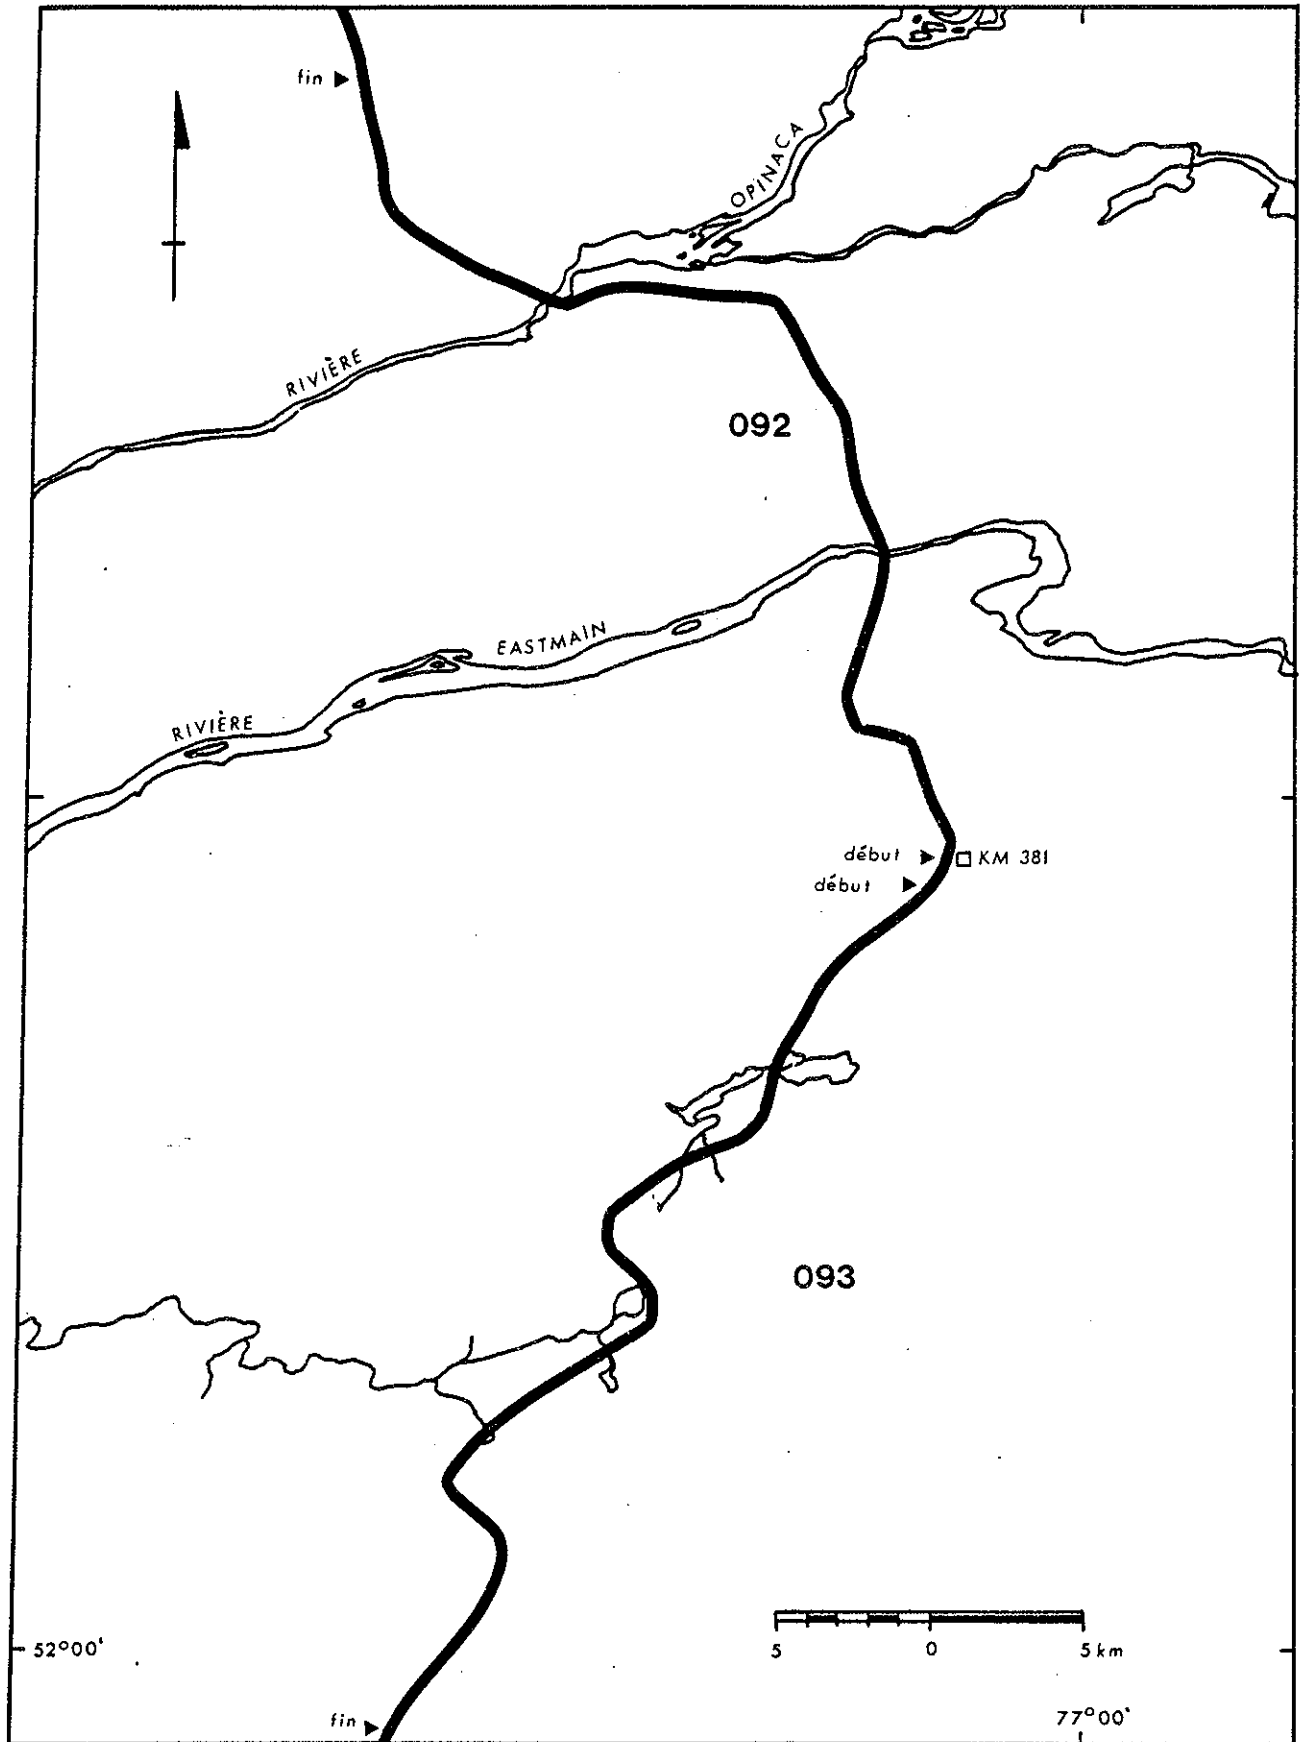 fin
OPINACA
RIVIÈRE
092
EASTMAIN
RIVIÈRE
début
KM 381
début
093
5 0 5 km
52°00'
77°00'
fin